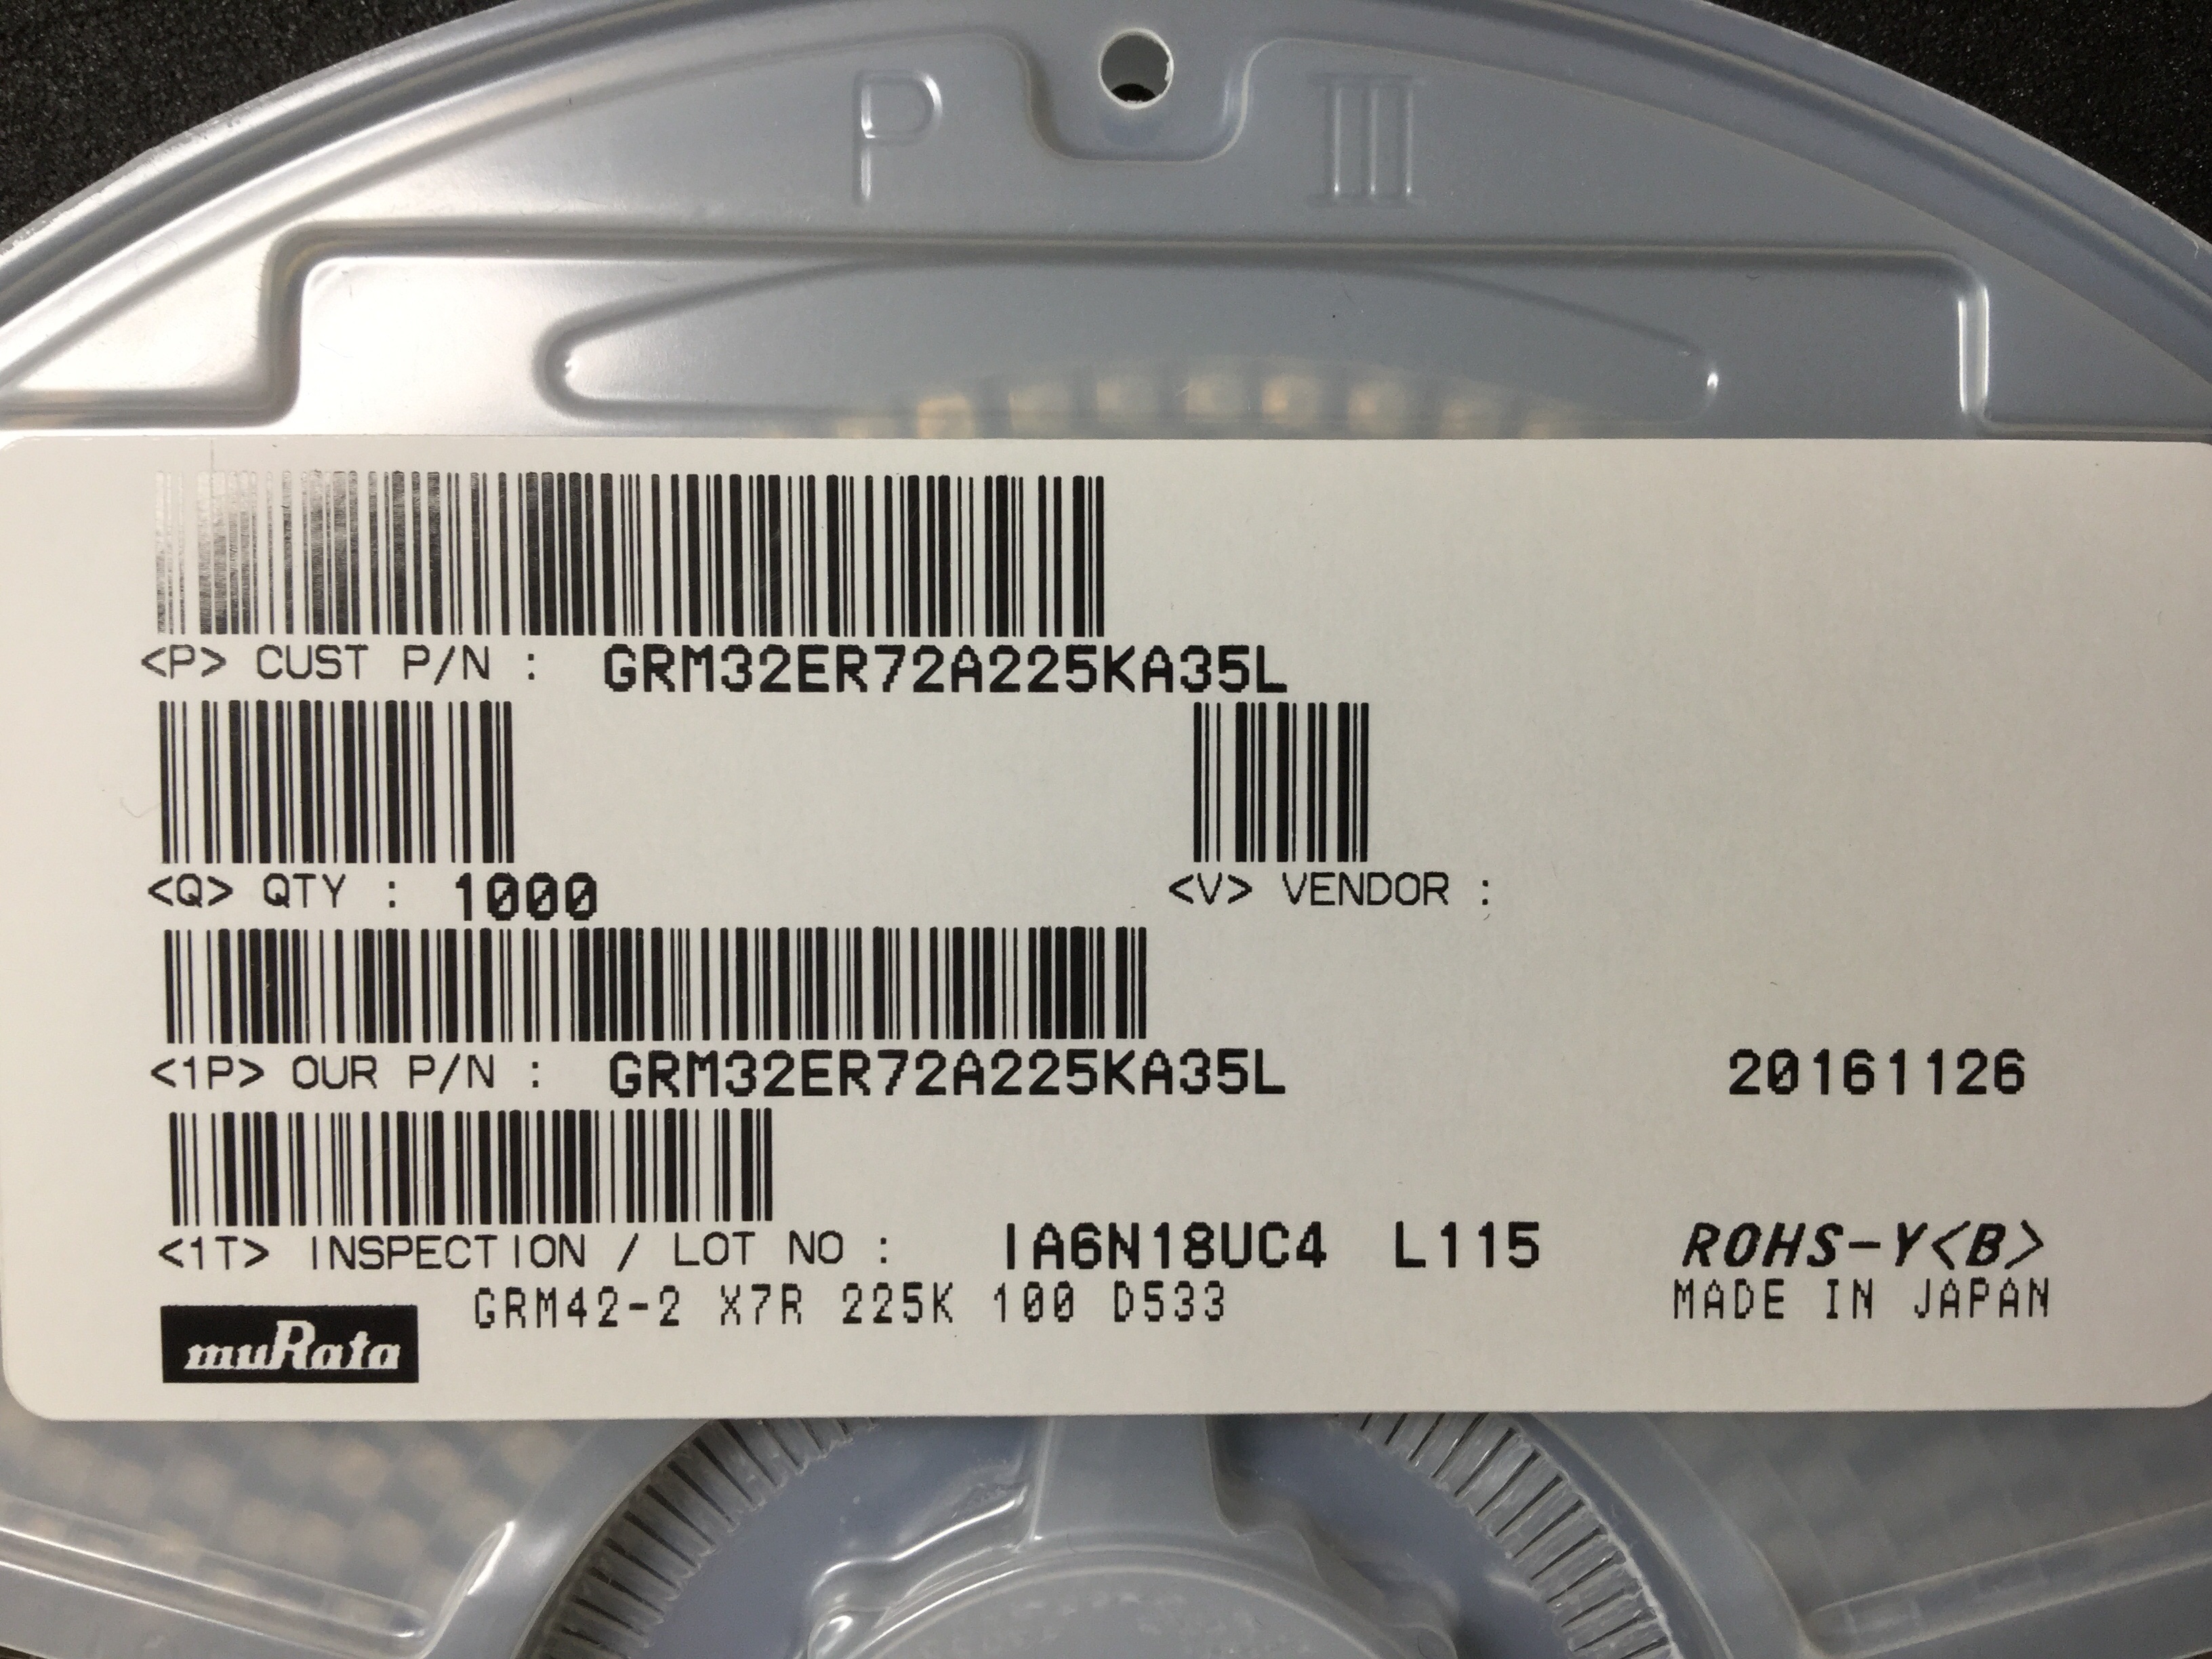 P III
<P> CUST P/N : GRM32ER72A225KA35L
<Q> QTY : 1000 <V> VENDOR :
<1P> OUR P/N : GRM32ER72A225KA35L 20161126
<1T> INSPECTION / LOT NO : IA6N18UC4 L115 ROHS-Y<B>
GRM42-2 X7R 225K 100 D533 MADE IN JAPAN
muRata